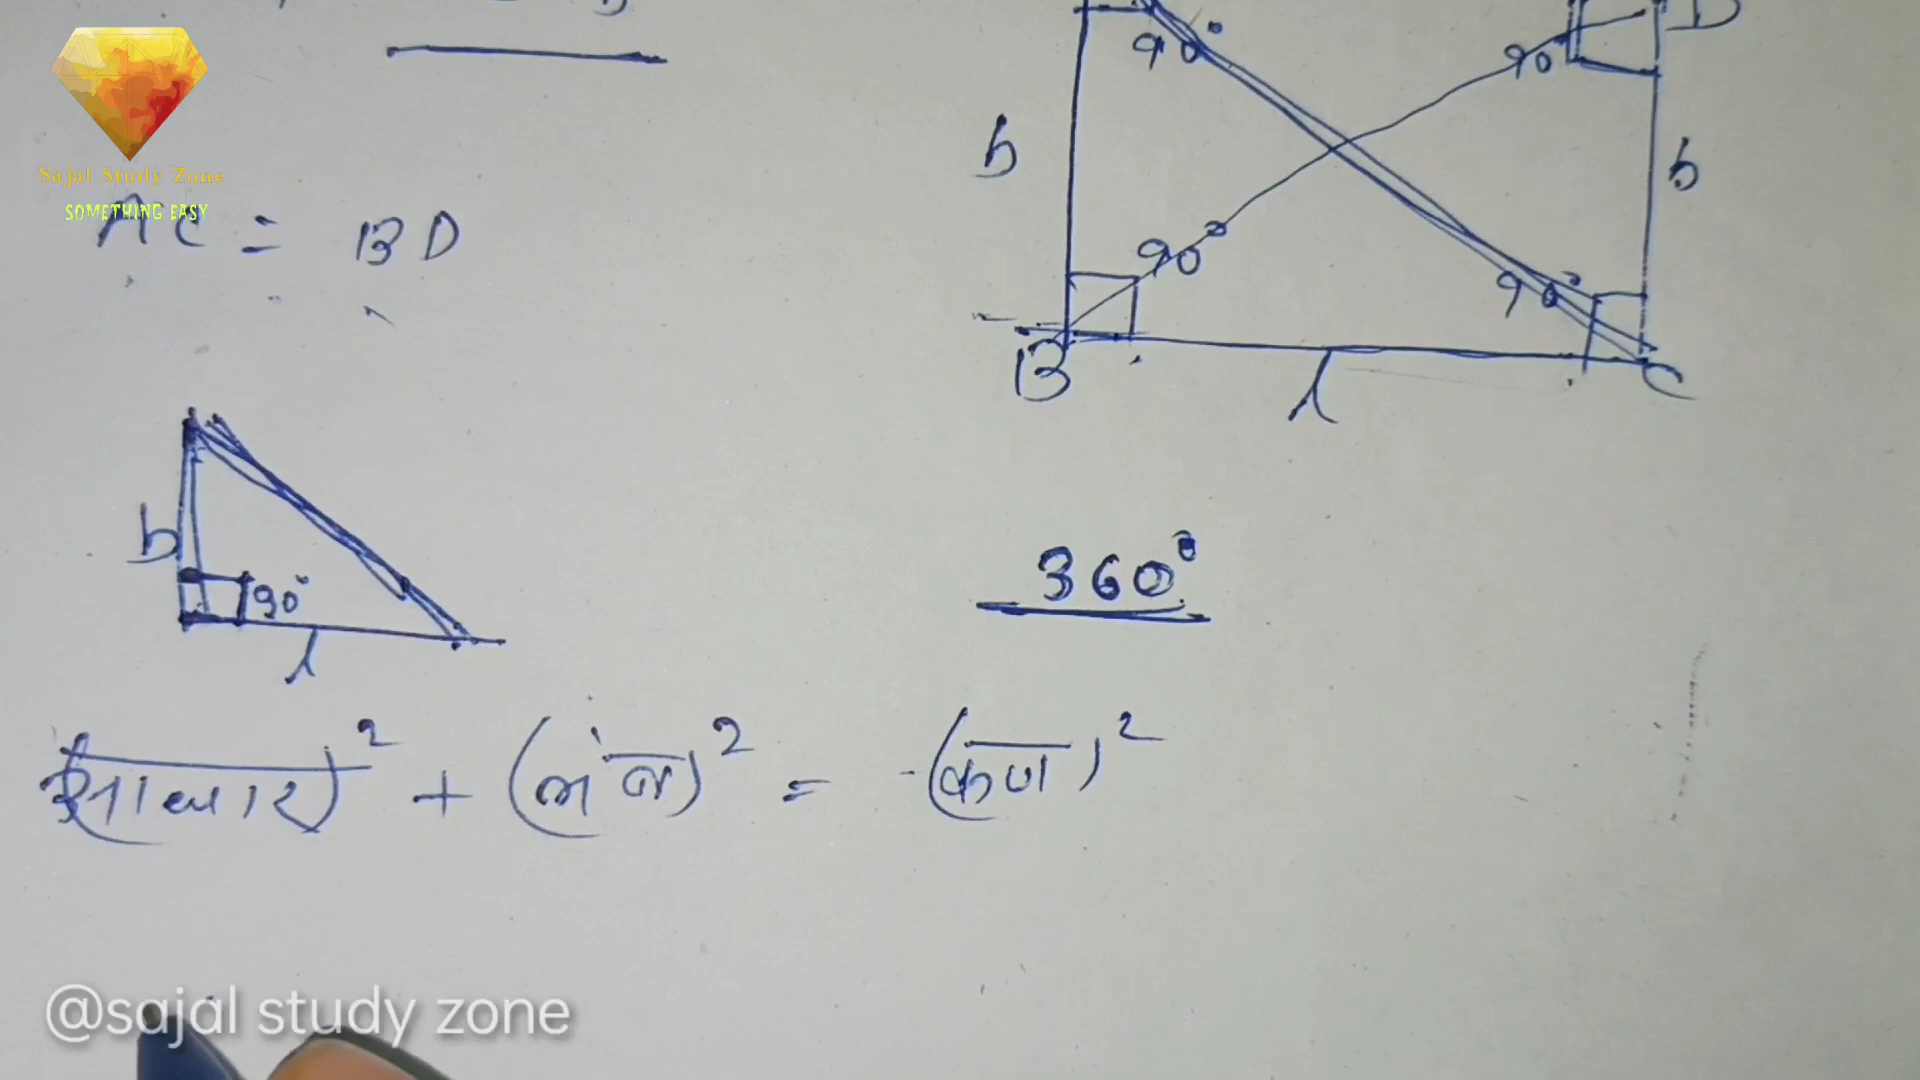 Sajal Study Zone
SOMETHING EASY
AC = BD
90°
90°
D
b
b
90°
90°
B
C
l
b
90°
l
360°
(आधार)² + (लंब)² = (कर्ण)²
@sajal study zone